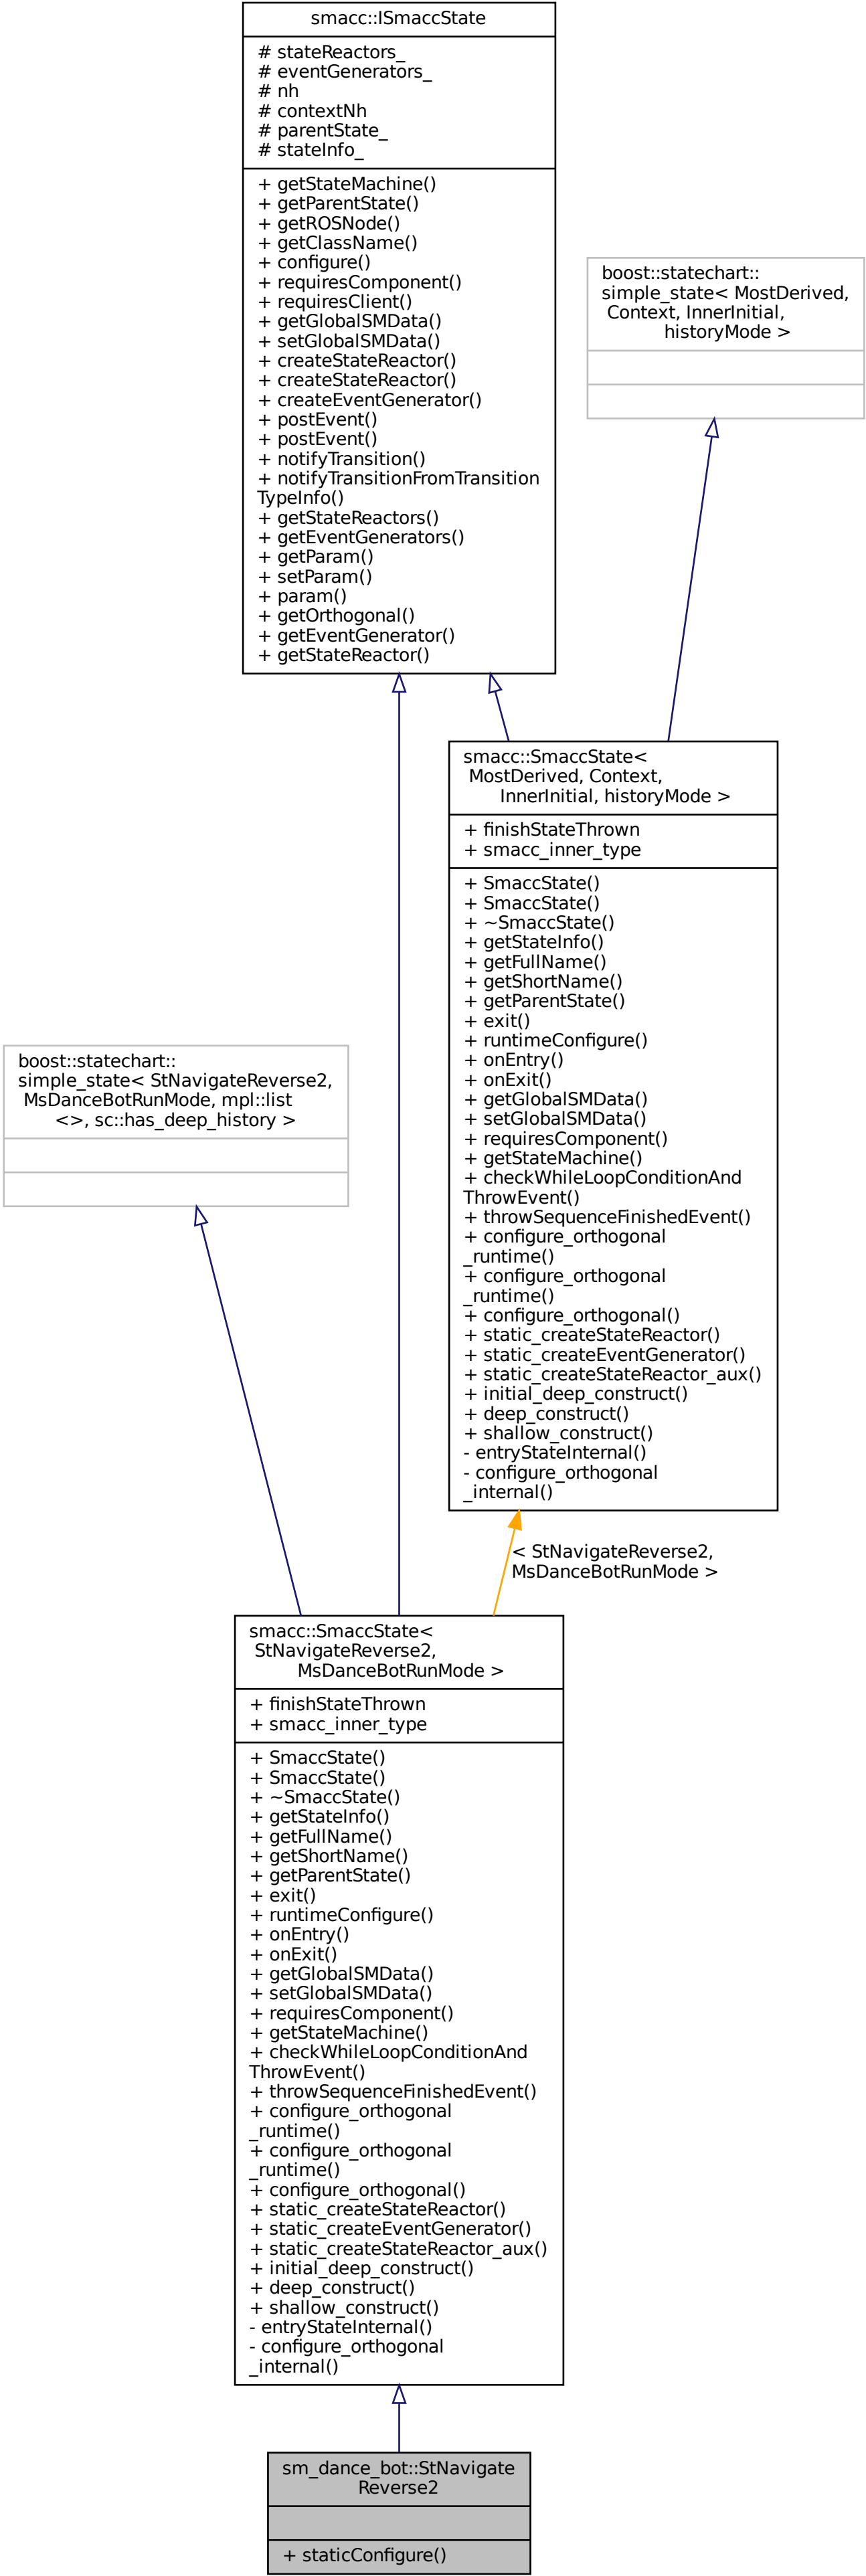 smacc::ISmaccState
# stateReactors_
# eventGenerators_
# nh
# contextNh
# parentState_
# stateInfo_
+ getStateMachine()
+ getParentState()
+ getROSNode()
+ getClassName()
+ configure()
+ requiresComponent()
+ requiresClient()
+ getGlobalSMData()
+ setGlobalSMData()
+ createStateReactor()
+ createStateReactor()
+ createEventGenerator()
+ postEvent()
+ postEvent()
+ notifyTransition()
+ notifyTransitionFromTransition
TypeInfo()
+ getStateReactors()
+ getEventGenerators()
+ getParam()
+ setParam()
+ param()
+ getOrthogonal()
+ getEventGenerator()
+ getStateReactor()
boost::statechart::
simple_state< MostDerived,
Context, InnerInitial,
historyMode >
smacc::SmaccState<
MostDerived, Context,
InnerInitial, historyMode >
+ finishStateThrown
+ smacc_inner_type
+ SmaccState()
+ SmaccState()
+ ~SmaccState()
+ getStateInfo()
+ getFullName()
+ getShortName()
+ getParentState()
+ exit()
+ runtimeConfigure()
+ onEntry()
+ onExit()
+ getGlobalSMData()
+ setGlobalSMData()
+ requiresComponent()
+ getStateMachine()
+ checkWhileLoopConditionAnd
ThrowEvent()
+ throwSequenceFinishedEvent()
+ configure_orthogonal
_runtime()
+ configure_orthogonal
_runtime()
+ configure_orthogonal()
+ static_createStateReactor()
+ static_createEventGenerator()
+ static_createStateReactor_aux()
+ initial_deep_construct()
+ deep_construct()
+ shallow_construct()
- entryStateInternal()
- configure_orthogonal
_internal()
boost::statechart::
simple_state< StNavigateReverse2,
MsDanceBotRunMode, mpl::list
<>, sc::has_deep_history >
< StNavigateReverse2,
MsDanceBotRunMode >
smacc::SmaccState<
StNavigateReverse2,
MsDanceBotRunMode >
+ finishStateThrown
+ smacc_inner_type
+ SmaccState()
+ SmaccState()
+ ~SmaccState()
+ getStateInfo()
+ getFullName()
+ getShortName()
+ getParentState()
+ exit()
+ runtimeConfigure()
+ onEntry()
+ onExit()
+ getGlobalSMData()
+ setGlobalSMData()
+ requiresComponent()
+ getStateMachine()
+ checkWhileLoopConditionAnd
ThrowEvent()
+ throwSequenceFinishedEvent()
+ configure_orthogonal
_runtime()
+ configure_orthogonal
_runtime()
+ configure_orthogonal()
+ static_createStateReactor()
+ static_createEventGenerator()
+ static_createStateReactor_aux()
+ initial_deep_construct()
+ deep_construct()
+ shallow_construct()
- entryStateInternal()
- configure_orthogonal
_internal()
sm_dance_bot::StNavigate
Reverse2
+ staticConfigure()